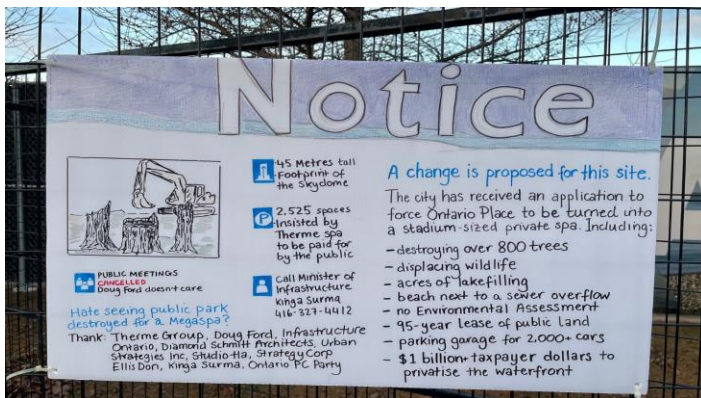 Notice
45 Metres tall
Footprint of
the Skydome
2,525 spaces
Insisted by
Therme spa
to be paid for
by the public
PUBLIC MEETINGS
CANCELLED
Doug Ford doesn't care
Call Minister of
Infrastructure
Kinga Surma
416-327-4412
Hate seeing public park
destroyed for a Megaspa?
Thank: Therme Group, Doug Ford, Infrastructure
Ontario, Diamond Schmitt Architects, Urban
Strategies Inc, Studio tla, StrategyCorp
EllisDon, Kinga Surma, Ontario PC Party
A change is proposed for this site.
The city has received an application to
force Ontario Place to be turned into
a stadium-sized private spa. Including:
- destroying over 800 trees
- displacing wildlife
- acres of lakefilling
- beach next to a sewer overflow
- no Environmental Assessment
- 95-year lease of public land
- parking garage for 2,000+ cars
- $1 billion+ taxpayer dollars to
privatise the waterfront